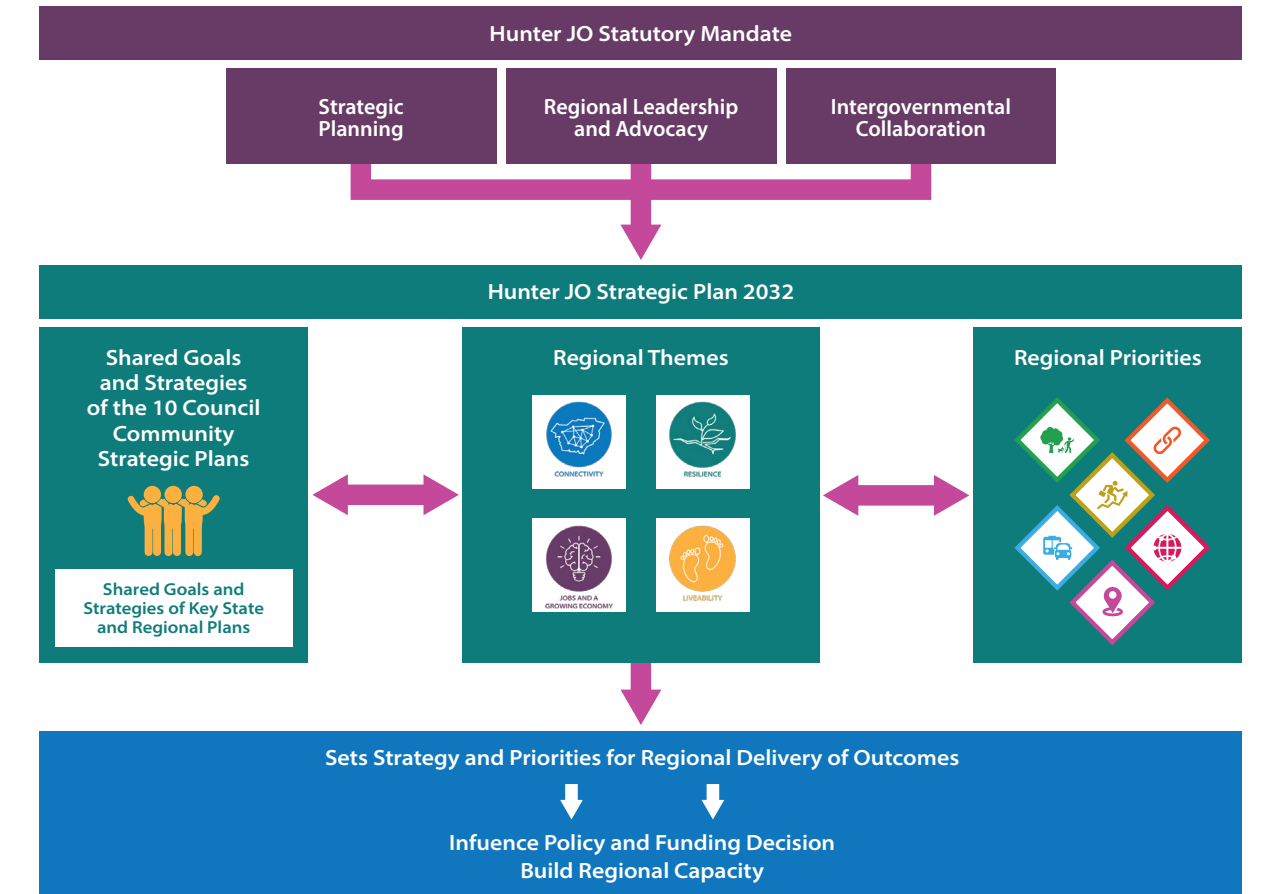 Hunter JO Statutory Mandate
Strategic
Planning
Regional Leadership
and Advocacy
Intergovernmental
Collaboration
Hunter JO Strategic Plan 2032
Shared Goals
and Strategies
of the 10 Council
Community
Strategic Plans
Shared Goals and
Strategies of Key State
and Regional Plans
Regional Themes
CONNECTIVITY
RESILIENCE
JOBS AND A
GROWING ECONOMY
LIVEABILITY
Regional Priorities
Sets Strategy and Priorities for Regional Delivery of Outcomes
Infuence Policy and Funding Decision
Build Regional Capacity